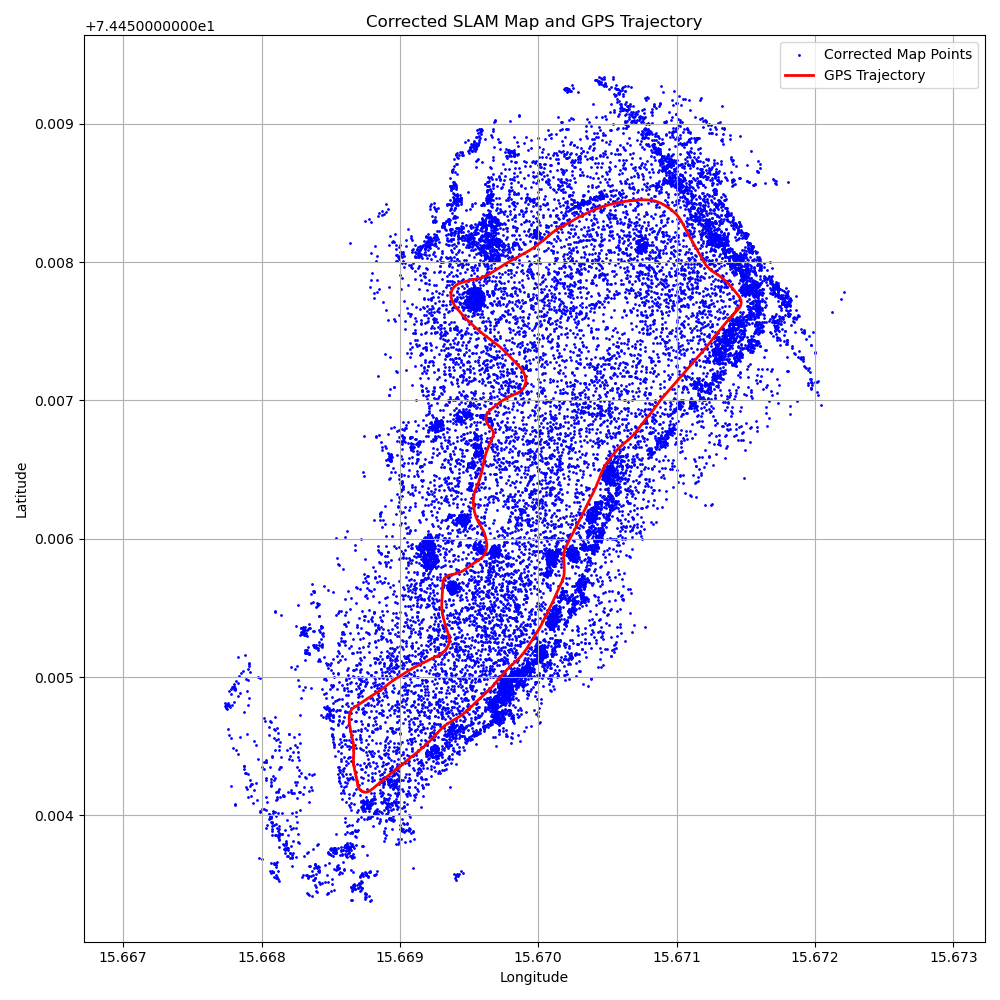 Corrected SLAM Map and GPS Trajectory
+7.4450000000e1
Corrected Map Points
GPS Trajectory
0.009
0.008
0.007
0.006
0.005
0.004
Latitude
15.667 15.668 15.669 15.670 15.671 15.672 15.673
Longitude